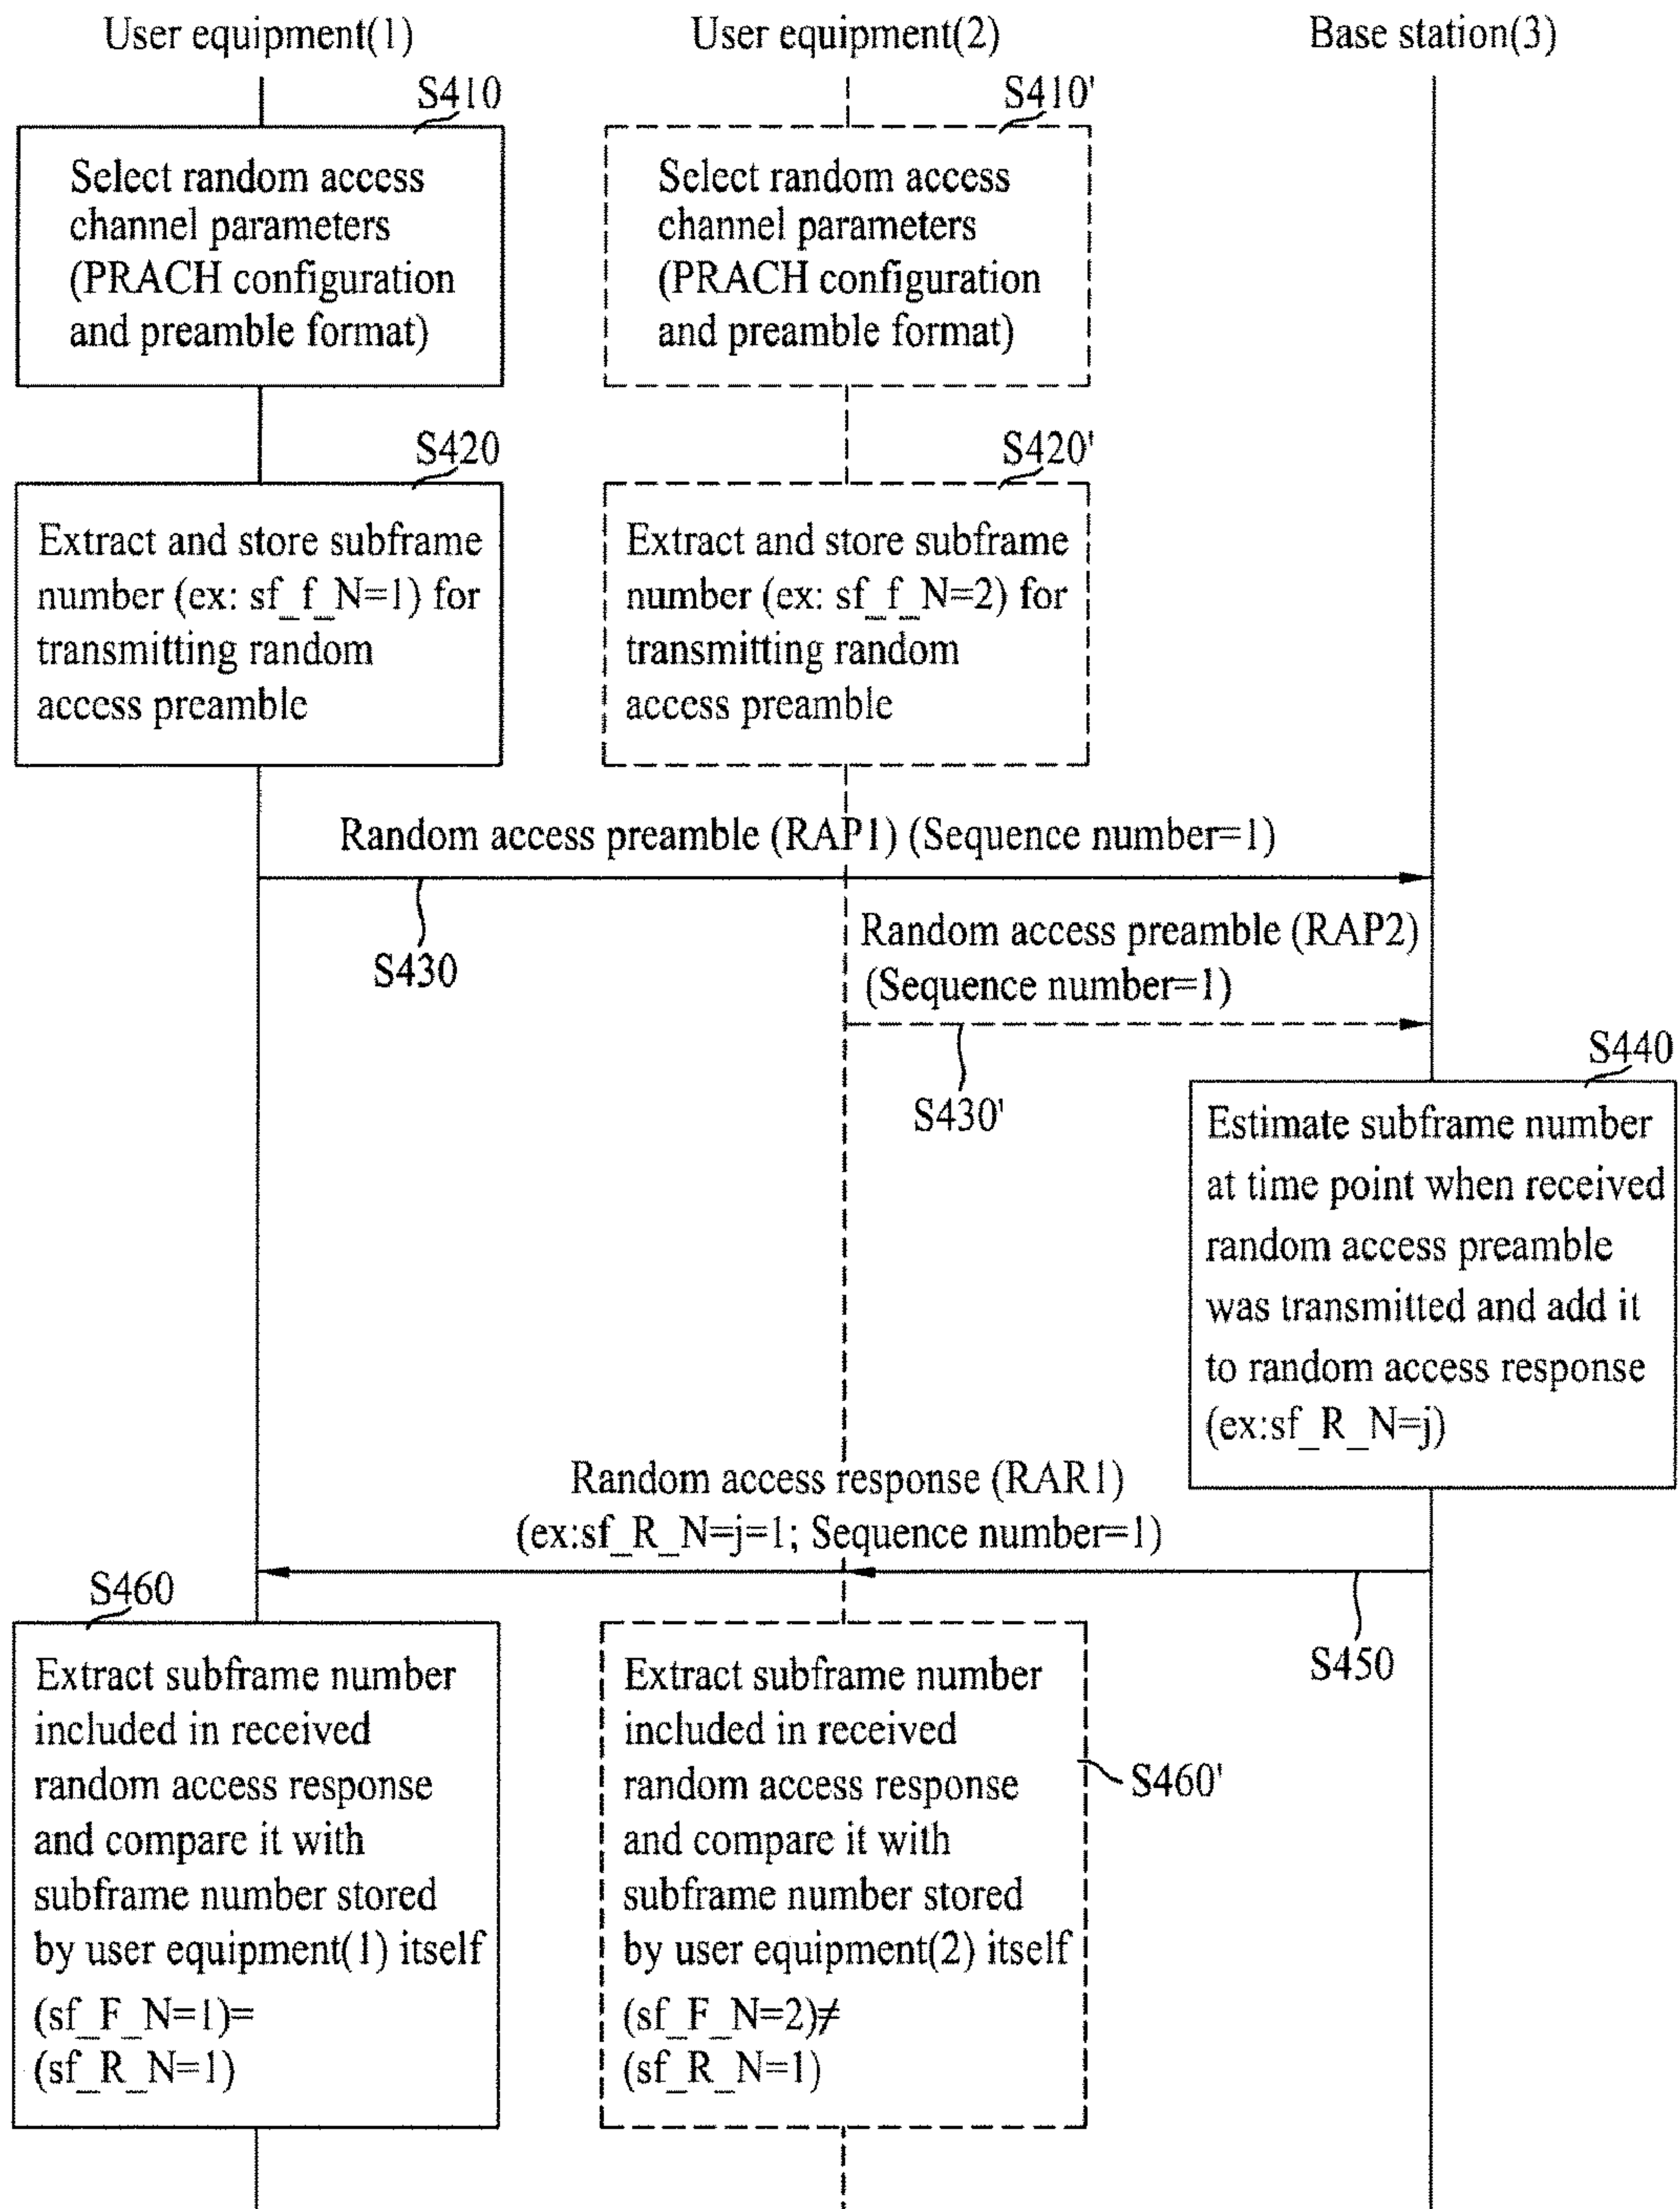 User equipment(1)
User equipment(2)
Base station(3)
S410
S410'
Select random access
channel parameters
(PRACH configuration
and preamble format)
Select random access
channel parameters
(PRACH configuration
and preamble format)
S420
S420'
Extract and store subframe
number (ex: sf_f_N=1) for
transmitting random
access preamble
Extract and store subframe
number (ex: sf_f_N=2) for
transmitting random
access preamble
Random access preamble (RAP1) (Sequence number=1)
S430
Random access preamble (RAP2)
(Sequence number=1)
S430'
S440
Estimate subframe number
at time point when received
random access preamble
was transmitted and add it
to random access response
(ex:sf_R_N=j)
Random access response (RAR1)
(ex:sf_R_N=j=1; Sequence number=1)
S450
S460
Extract subframe number
included in received
random access response
and compare it with
subframe number stored
by user equipment(1) itself
(sf_F_N=1)=
(sf_R_N=1)
Extract subframe number
included in received
random access response
and compare it with
subframe number stored
by user equipment(2) itself
(sf_F_N=2)≠
(sf_R_N=1)
S460'